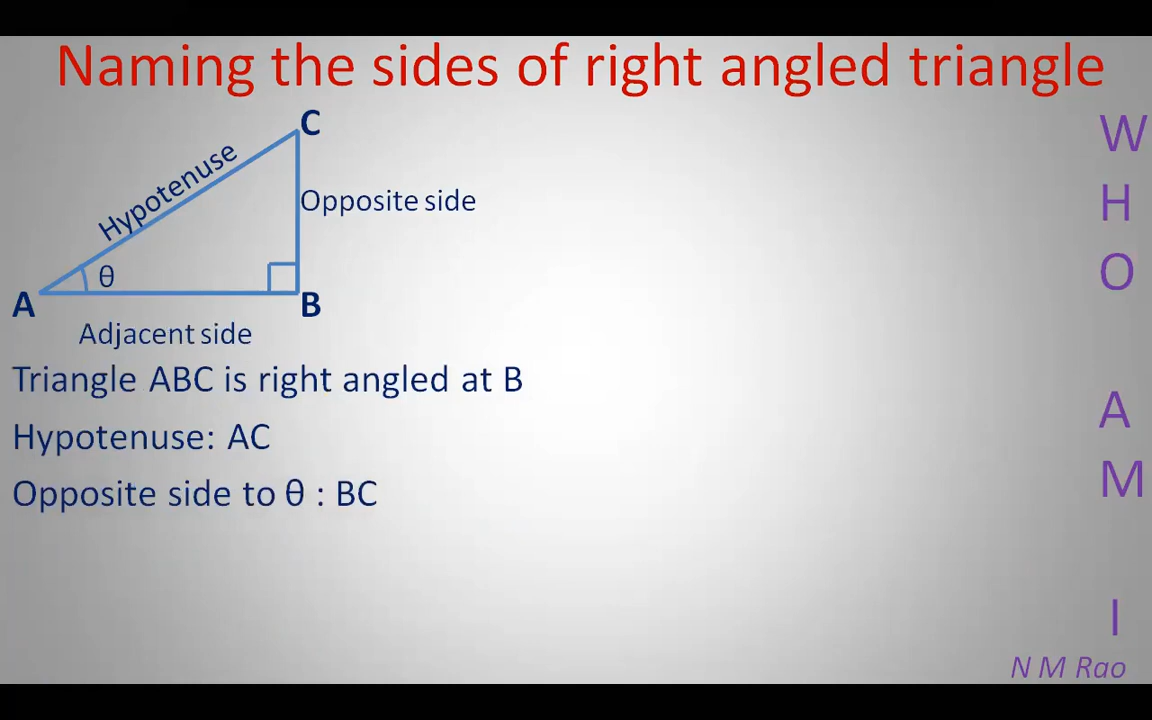 Naming the sides of right angled triangle
C
Hypotenuse
Opposite side
θ
A
B
Adjacent side
Triangle ABC is right angled at B
Hypotenuse: AC
Opposite side to θ : BC
W
H
O
A
M
I
N M Rao